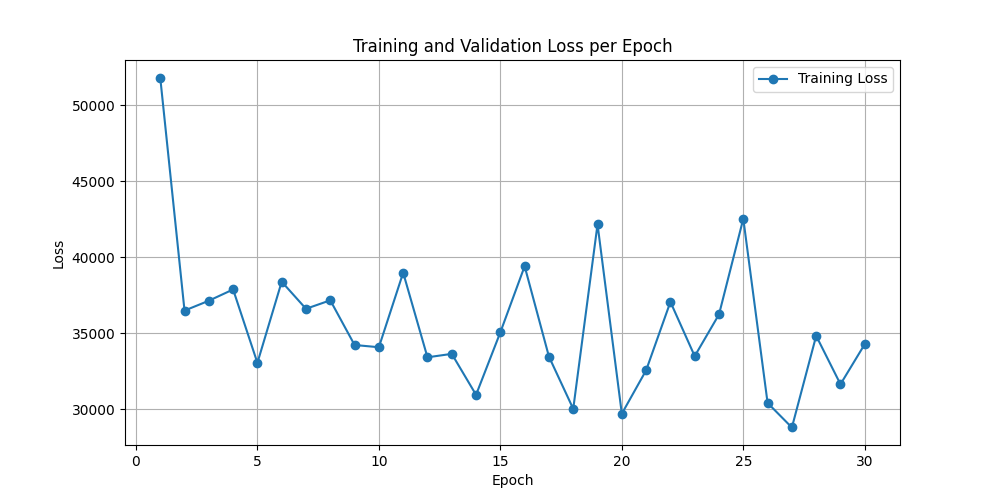 Training and Validation Loss per Epoch
Training Loss
Loss
50000
45000
40000
35000
30000
0 5 10 15 20 25 30
Epoch